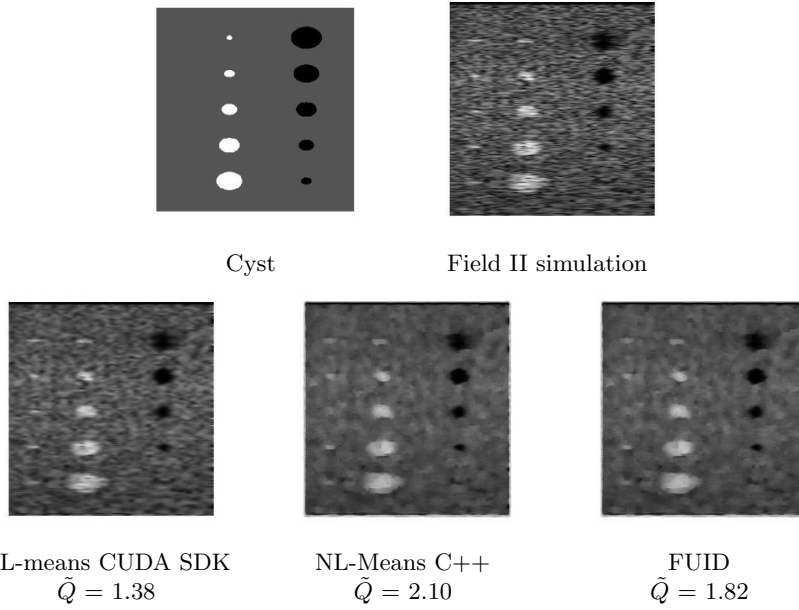 Cyst
Field II simulation
L-means CUDA SDK
Q̃ = 1.38
NL-Means C++
Q̃ = 2.10
FUID
Q̃ = 1.82